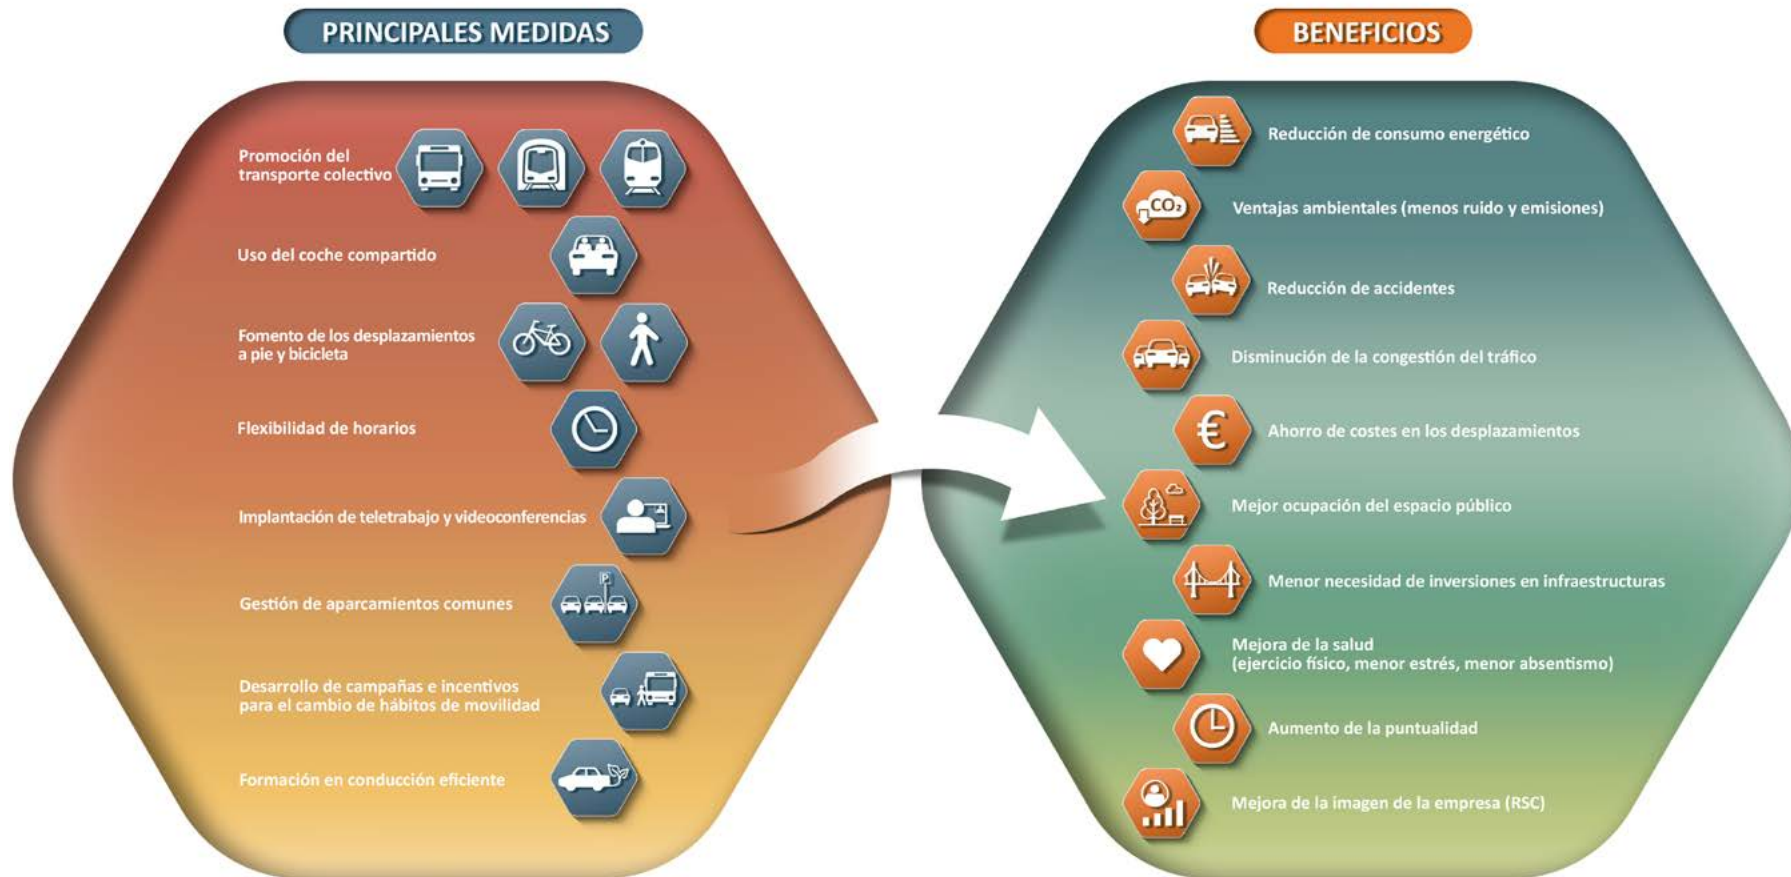 PRINCIPALES MEDIDAS
Promoción del
transporte colectivo
Uso del coche compartido
Fomento de los desplazamientos
a pie y bicicleta
Flexibilidad de horarios
Implantación de teletrabajo y videoconferencias
Gestión de aparcamientos comunes
P
Desarrollo de campañas e incentivos
para el cambio de hábitos de movilidad
Formación en conducción eficiente
BENEFICIOS
Reducción de consumo energético
CO₂
Ventajas ambientales (menos ruido y emisiones)
Reducción de accidentes
Disminución de la congestión del tráfico
€
Ahorro de costes en los desplazamientos
Mejor ocupación del espacio público
Menor necesidad de inversiones en infraestructuras
Mejora de la salud
(ejercicio físico, menor estrés, menor absentismo)
Aumento de la puntualidad
Mejora de la imagen de la empresa (RSC)